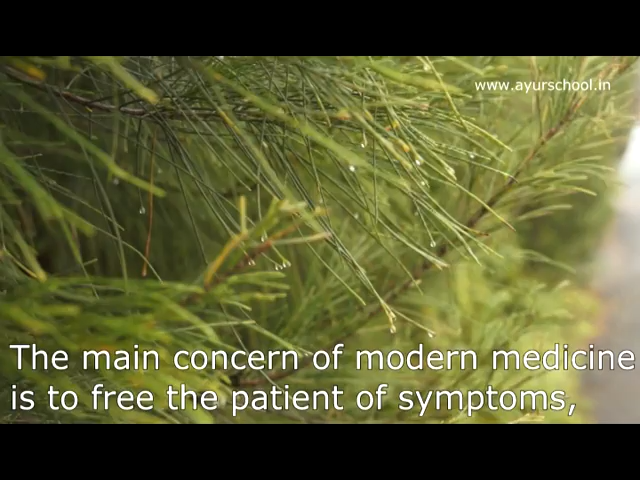 www.ayurschool.in
The main concern of modern medicine
is to free the patient of symptoms,